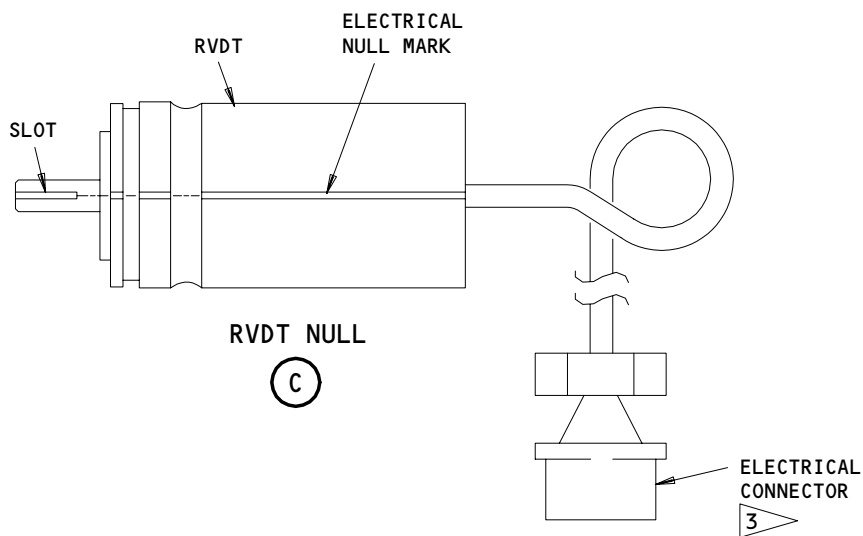 ELECTRICAL
NULL MARK
RVDT
SLOT
RVDT NULL
C
ELECTRICAL
CONNECTOR
3